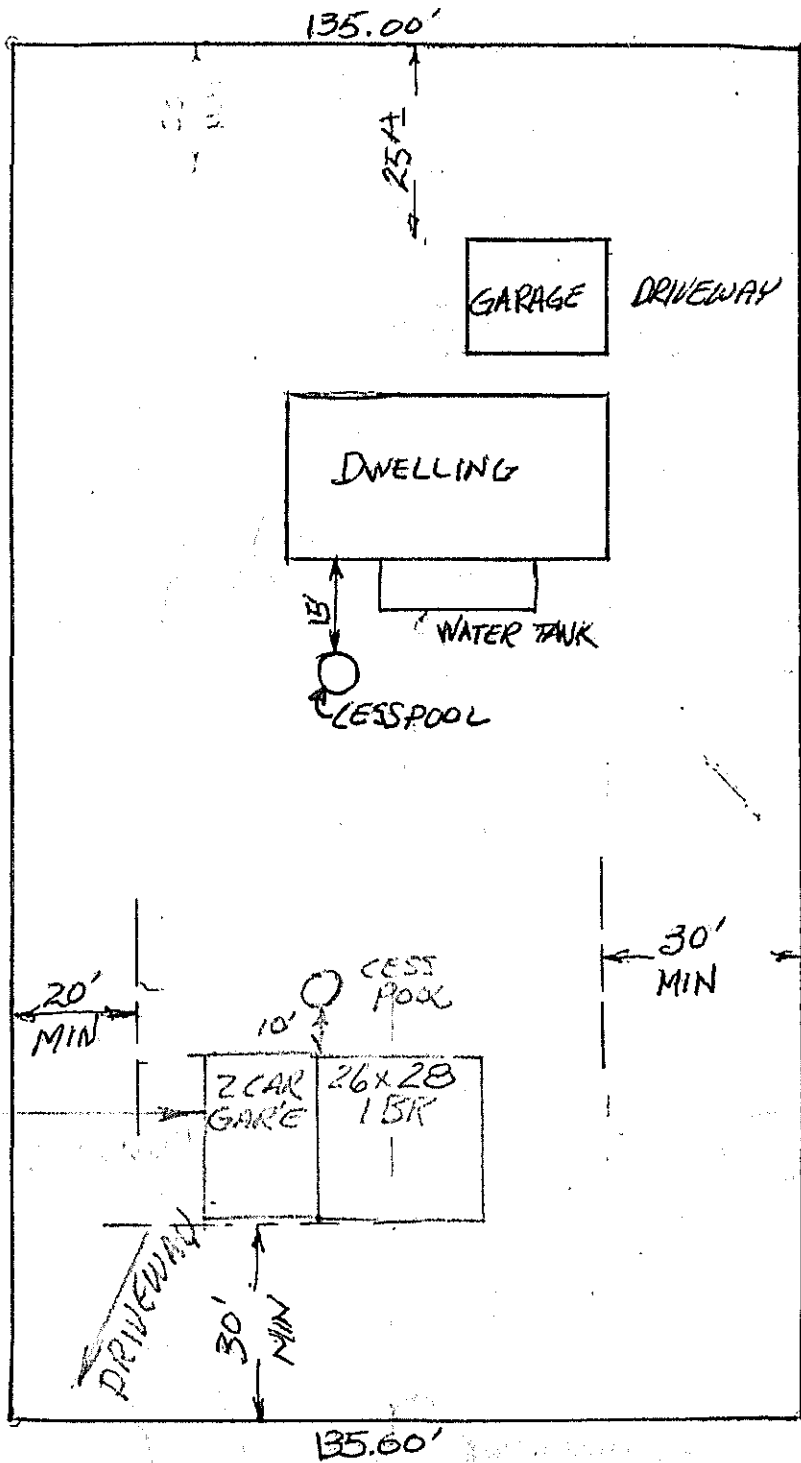 135.00'
25 ft
GARAGE
DRIVEWAY
DWELLING
15'
WATER TANK
CESSPOOL
30'
MIN
CESS
POOL
20'
MIN
10'
2 CAR
GAR'E
26x28
1 BR
DRIVEWAY
30'
MIN
135.00'